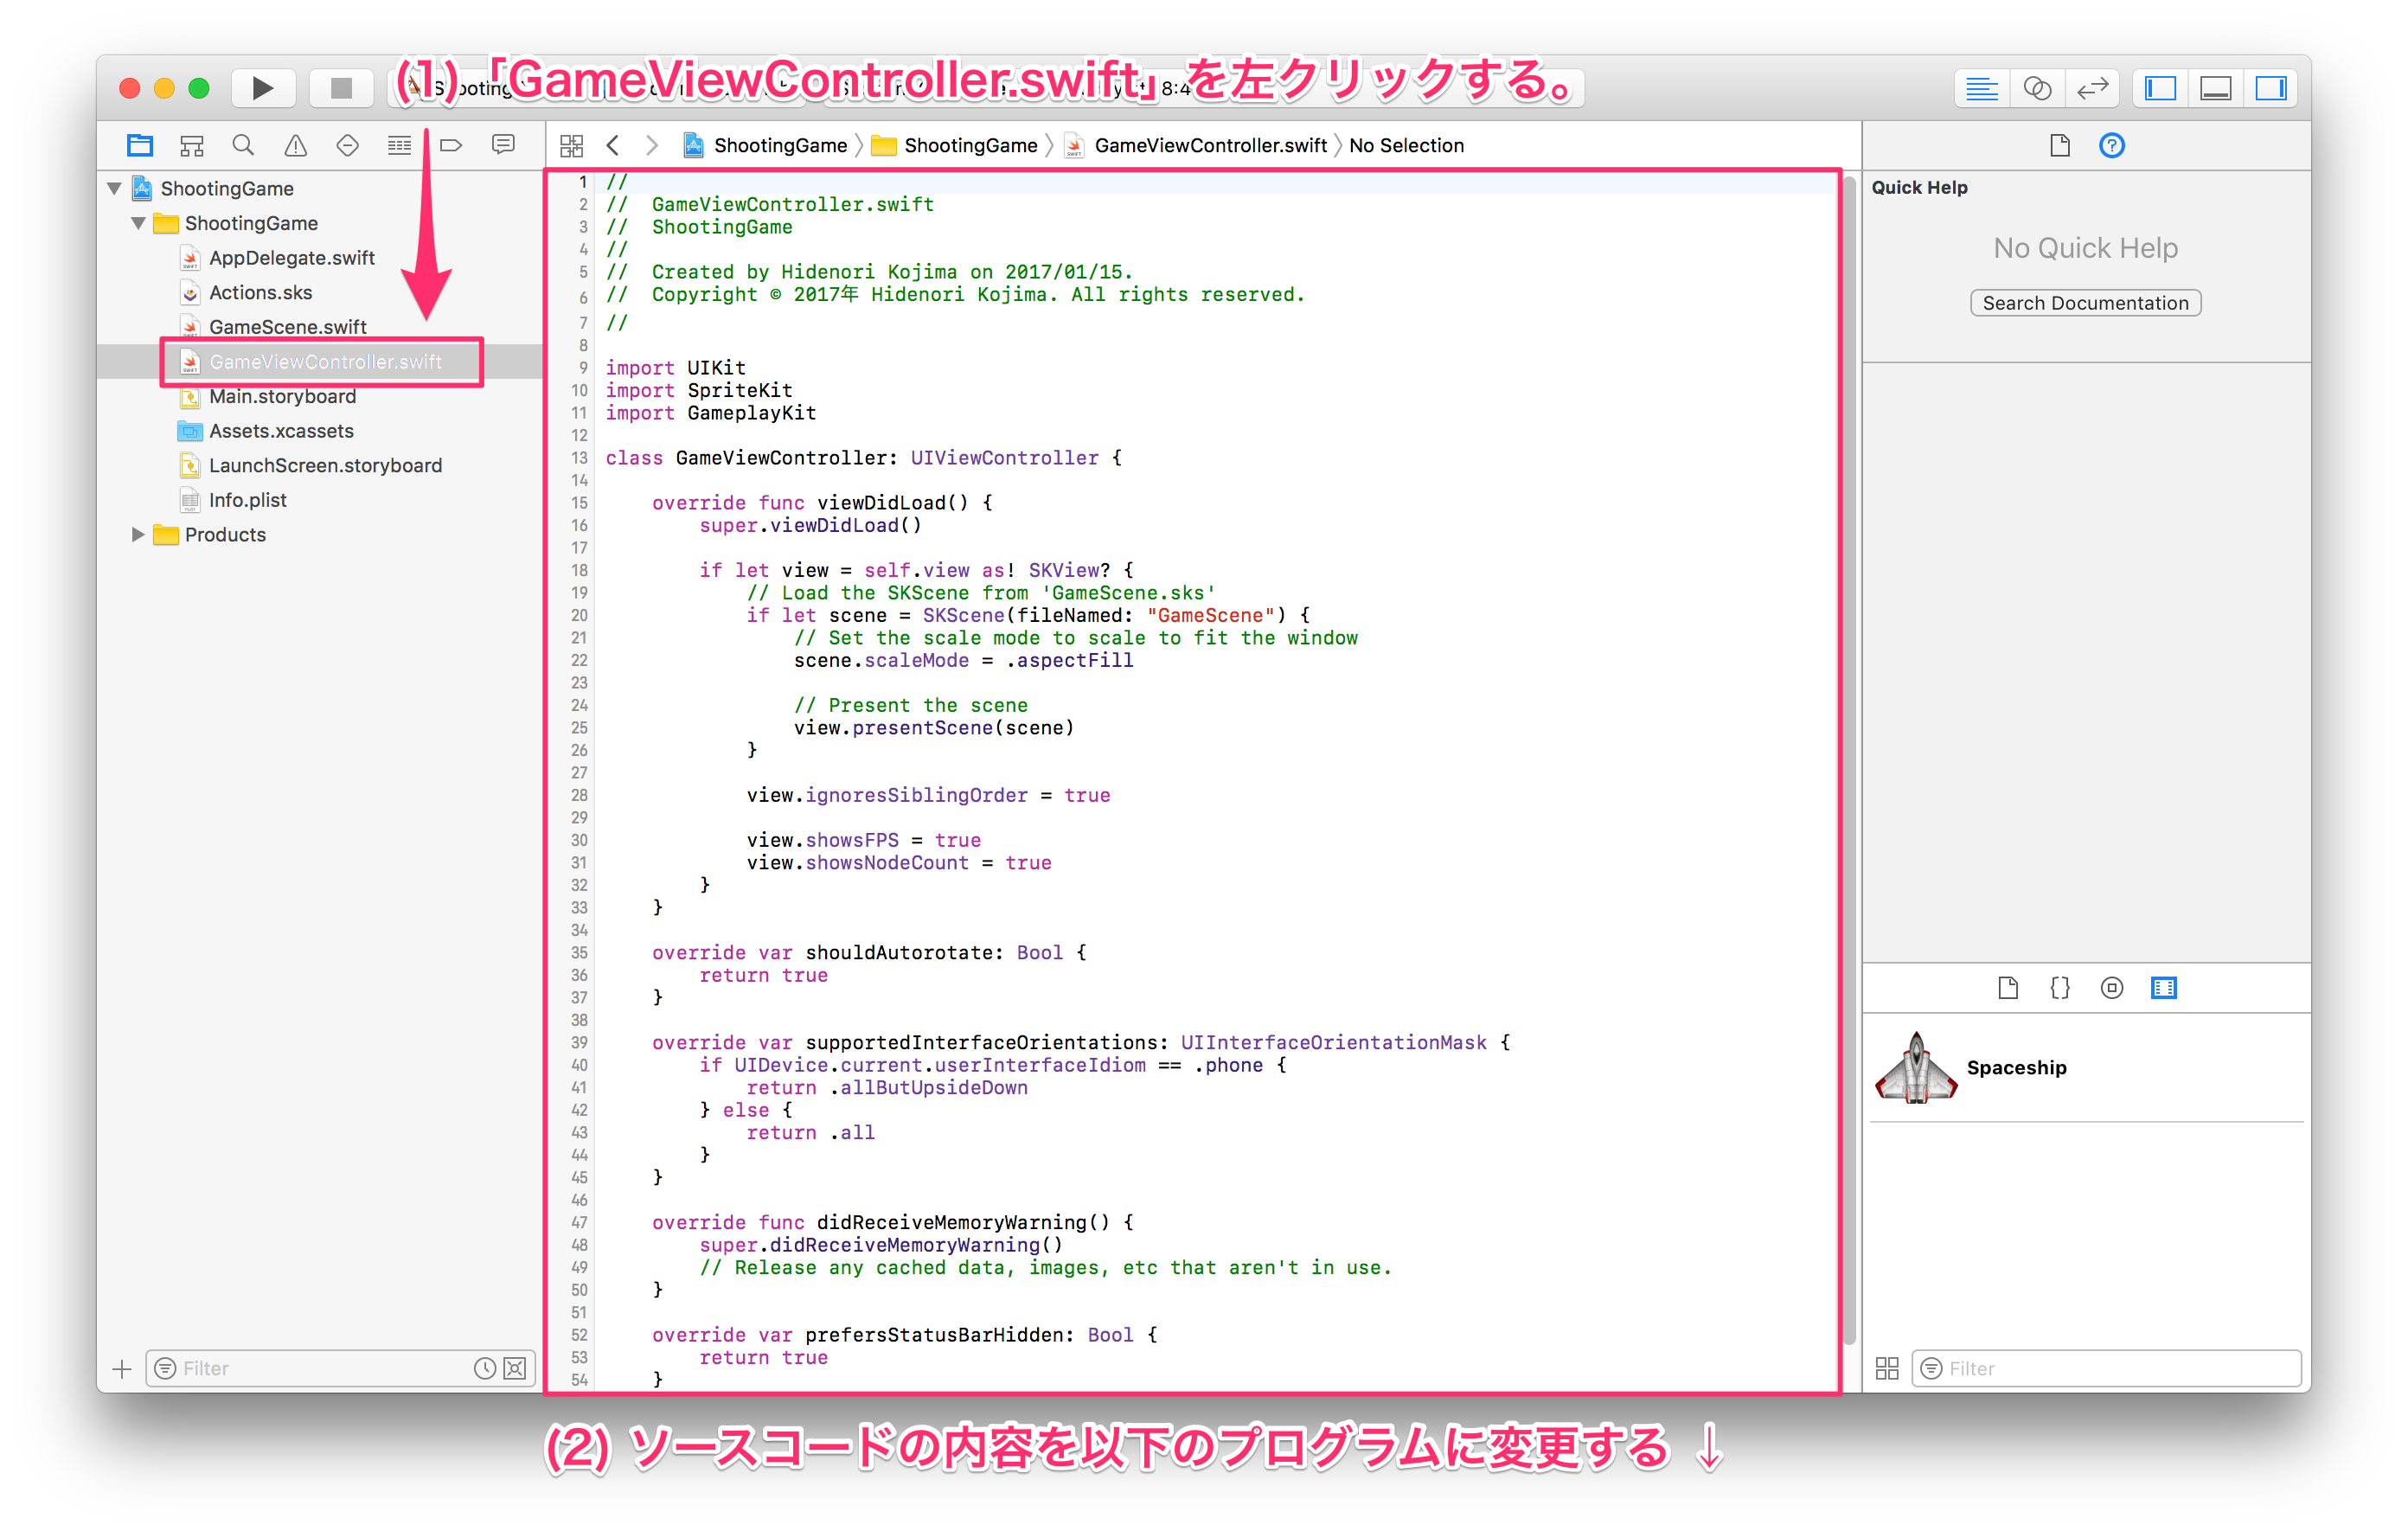 (1)「GameViewController.swift」を左クリックする。
ShootingGame 〉 ShootingGame 〉 GameViewController.swift 〉 No Selection
ShootingGame
ShootingGame
AppDelegate.swift
Actions.sks
GameScene.swift
GameViewController.swift
Main.storyboard
Assets.xcassets
LaunchScreen.storyboard
Info.plist
Products
Filter
1 //
2 //  GameViewController.swift
3 //  ShootingGame
4 //
5 //  Created by Hidenori Kojima on 2017/01/15.
6 //  Copyright © 2017年 Hidenori Kojima. All rights reserved.
7 //
8
9 import UIKit
10 import SpriteKit
11 import GameplayKit
12
13 class GameViewController: UIViewController {
14
15     override func viewDidLoad() {
16         super.viewDidLoad()
17
18         if let view = self.view as! SKView? {
19             // Load the SKScene from 'GameScene.sks'
20             if let scene = SKScene(fileNamed: "GameScene") {
21                 // Set the scale mode to scale to fit the window
22                 scene.scaleMode = .aspectFill
23
24                 // Present the scene
25                 view.presentScene(scene)
26             }
27
28             view.ignoresSiblingOrder = true
29
30             view.showsFPS = true
31             view.showsNodeCount = true
32         }
33     }
34
35     override var shouldAutorotate: Bool {
36         return true
37     }
38
39     override var supportedInterfaceOrientations: UIInterfaceOrientationMask {
40         if UIDevice.current.userInterfaceIdiom == .phone {
41             return .allButUpsideDown
42         } else {
43             return .all
44         }
45     }
46
47     override func didReceiveMemoryWarning() {
48         super.didReceiveMemoryWarning()
49         // Release any cached data, images, etc that aren't in use.
50     }
51
52     override var prefersStatusBarHidden: Bool {
53         return true
54     }
Quick Help
No Quick Help
Search Documentation
{}
Spaceship
Filter
(2) ソースコードの内容を以下のプログラムに変更する ↓